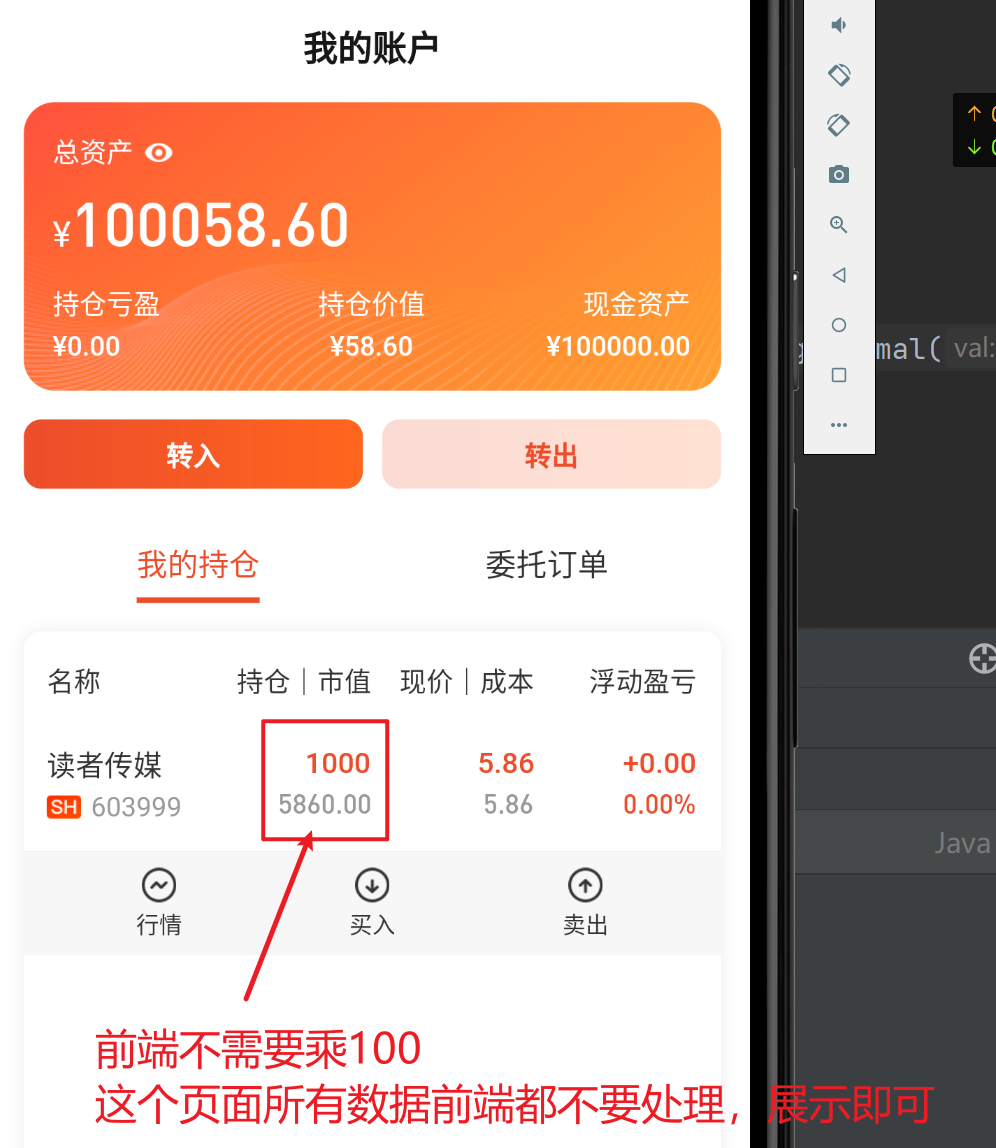 我的账户
总资产
¥100058.60
持仓亏盈 持仓价值 现金资产
¥0.00 ¥58.60 ¥100000.00
转入 转出
我的持仓 委托订单
名称 持仓｜市值 现价｜成本 浮动盈亏
读者传媒 1000 5.86 +0.00
SH 603999 5860.00 5.86 0.00%
行情 买入 卖出
前端不需要乘100
这个页面所有数据前端都不要处理，展示即可
mal( val:
Java